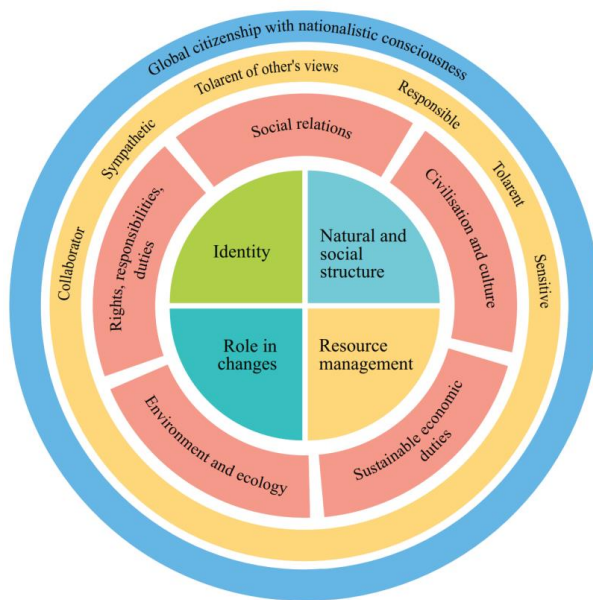 Global citizenship with nationalistic consciousness
Collaborator
Sympathetic
Tolarent of other's views
Responsible
Tolarent
Sensitive
Social relations
Civilisation and culture
Sustainable economic
duties
Environment and ecology
Rights, responsibilities,
duties
Identity
Natural and
social
structure
Role in
changes
Resource
management